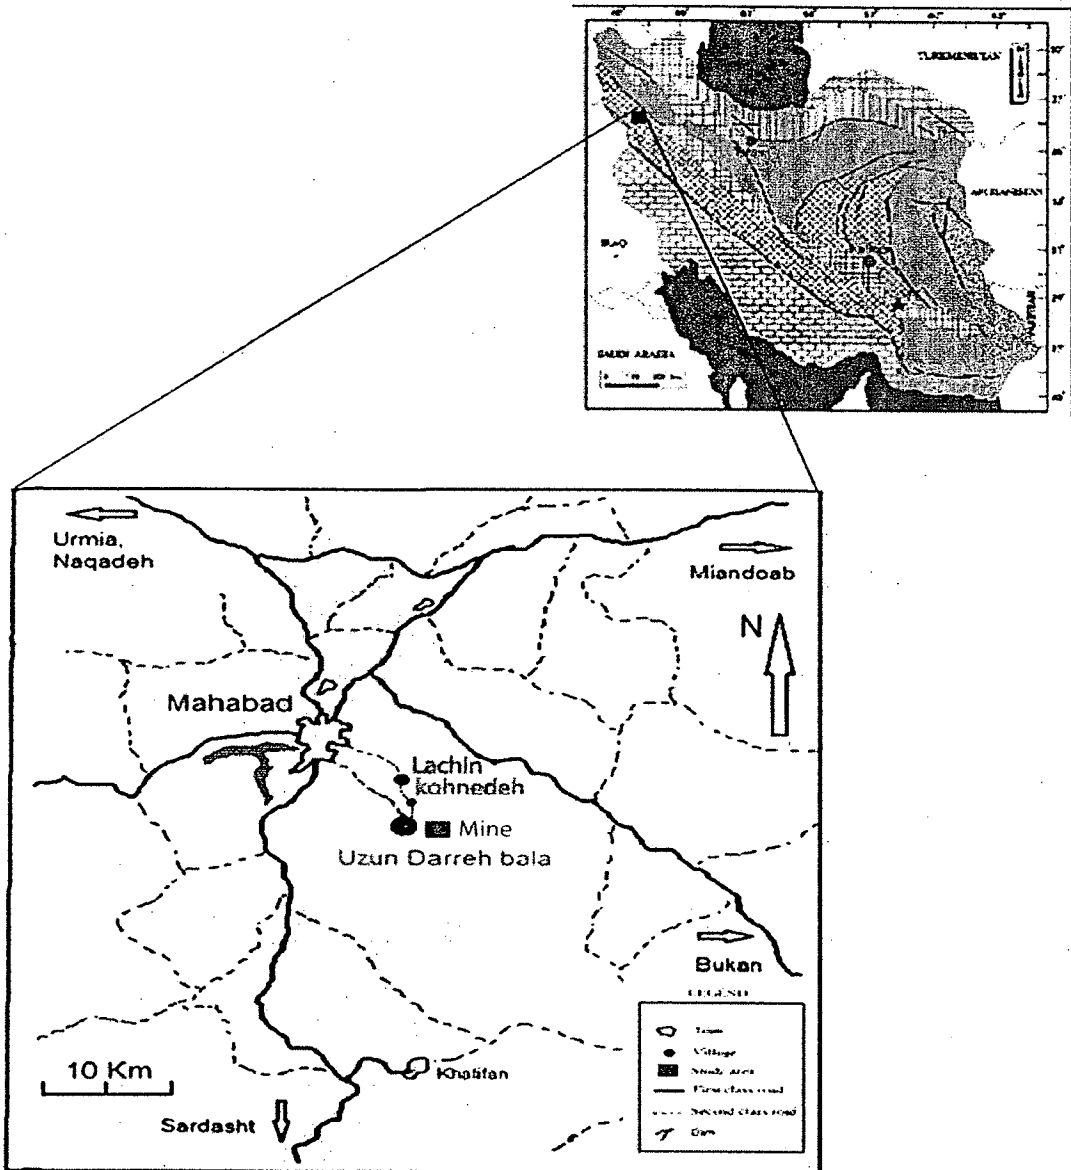 TURKMENISTAN
AFGHANISTAN
IRAQ
PAKISTAN
SAUDI ARABIA
Urmia,
Naqadeh
Miandoab
N
Mahabad
Lachin
kohnedeh
Mine
Uzun Darreh bala
Bukan
LEGEND
Town
Village
Study area
First class road
Second class road
Dam
10 Km
Khalifan
Sardasht